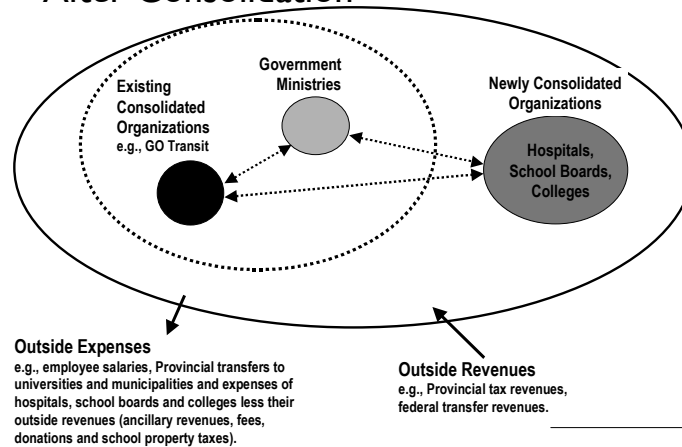 After Consolidation
Existing
Consolidated
Organizations
e.g., GO Transit
Government
Ministries
Newly Consolidated
Organizations
Hospitals,
School Boards,
Colleges
Outside Expenses
e.g., employee salaries, Provincial transfers to
universities and municipalities and expenses of
hospitals, school boards and colleges less their
outside revenues (ancillary revenues, fees,
donations and school property taxes).
Outside Revenues
e.g., Provincial tax revenues,
federal transfer revenues.